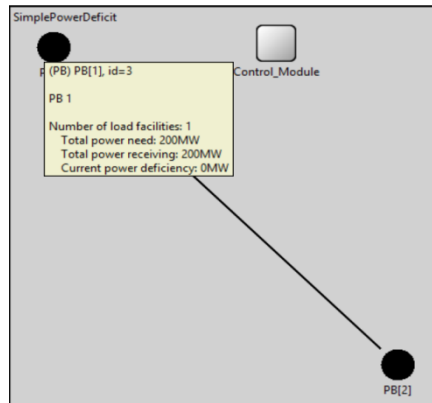 SimplePowerDeficit
(PB) PB[1], id=3
Control_Module
PB 1
Number of load facilities: 1
Total power need: 200MW
Total power receiving: 200MW
Current power deficiency: 0MW
PB[2]